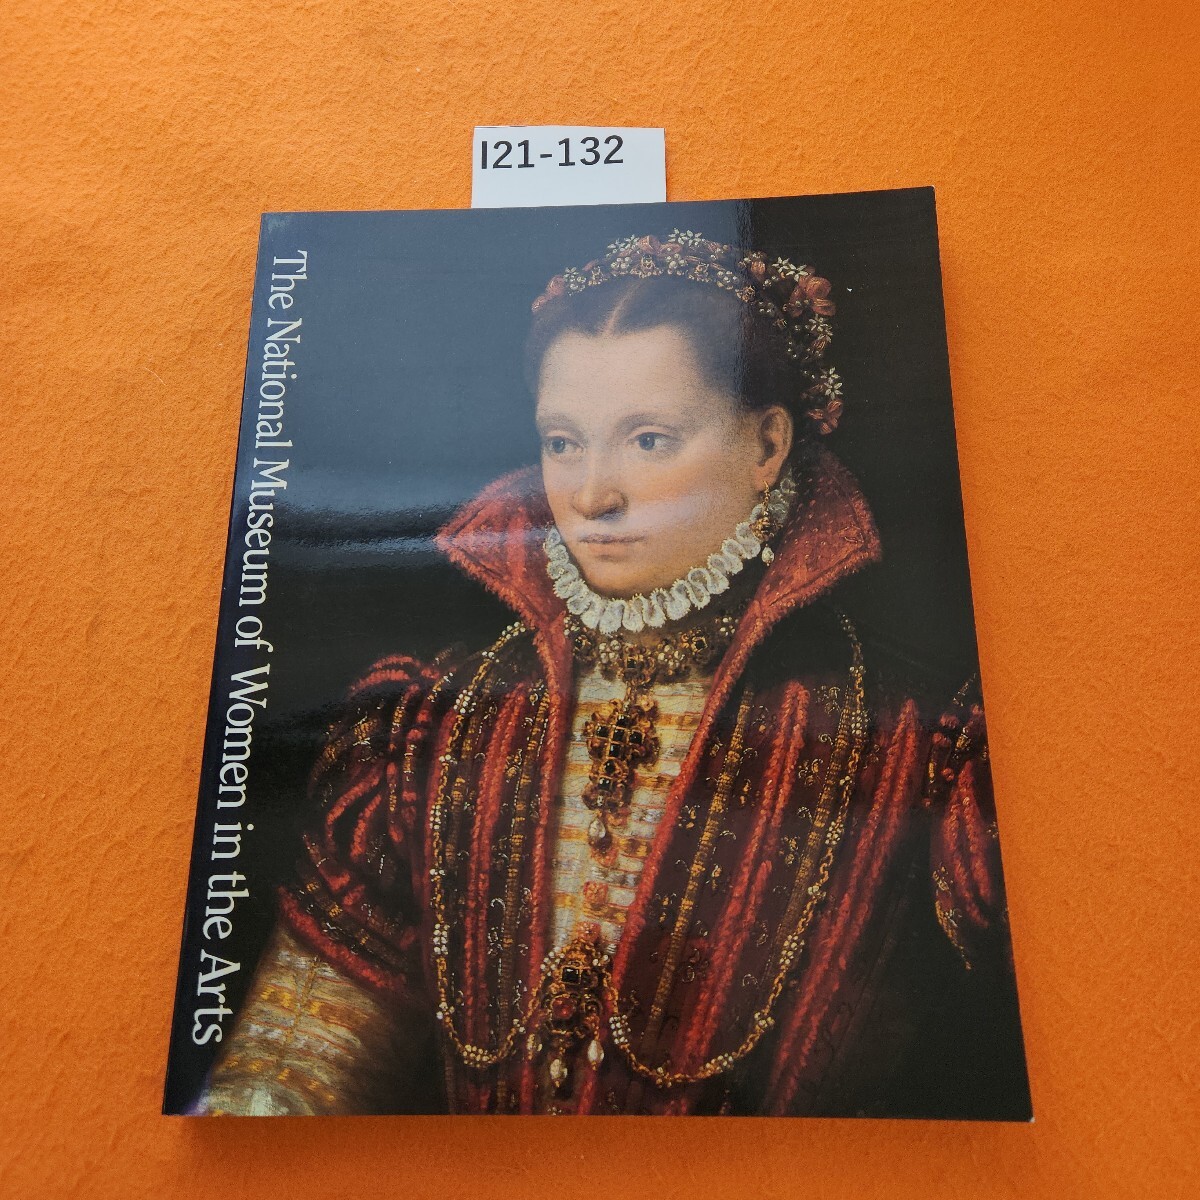 I21-132
The National Museum of Women in the Arts